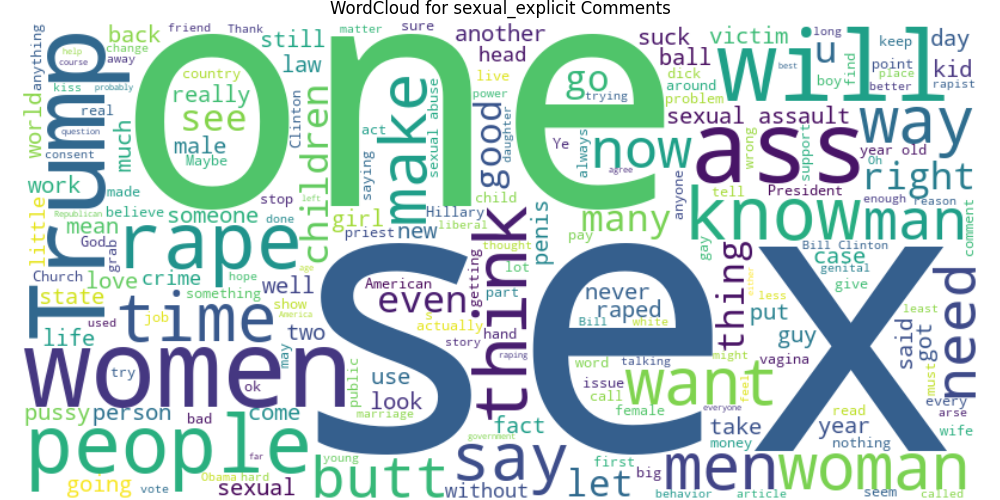 WordCloud for sexual_explicit Comments
one
sex
Trump
will
ass
women
people
rape
time
know
man
men
woman
think
want
say
butt
make
now
way
right
need
thing
children
many
even
good
go
see
let
back
friend
Thank
still
law
another
matter
sure
head
suck
ball
victim
u
long
keep
day
kid
point
place
better
rapist
boy
find
dick
around
problem
live
power
trying
best
sexual assault
year old
President
support
wrong
always
Ye
agree
daughter
sexual abuse
act
saying
consent
question
kiss
away
change
help
course
probably
anything
world
real
much
country
really
male
Maybe
Clinton
work
made
mean
believe
someone
stop
done
left
girl
Hillary
liberal
child
priest
new
little
Republican
God
grab
Church
love
crime
hope
age
something
well
state
job
show
America
two
life
used
may
try
ok
public
use
look
American
getting
actually
s
hand
story
part
lot
thought
penis
pay
anyone
tell
gay
Oh
enough
reason
comment
Bill Clinton
case
genital
give
either
less
put
least
never
raped
Bill
white
word
talking
raping
might
guy
vagina
said
got
must
every
issue
call
female
feel
everyone
read
arse
nothing
year
wife
take
money
pussy
person
come
bad
marriage
fact
going
vote
Obama
hard
far
sexual
young
government
without
first
big
behavior
article
seem
called